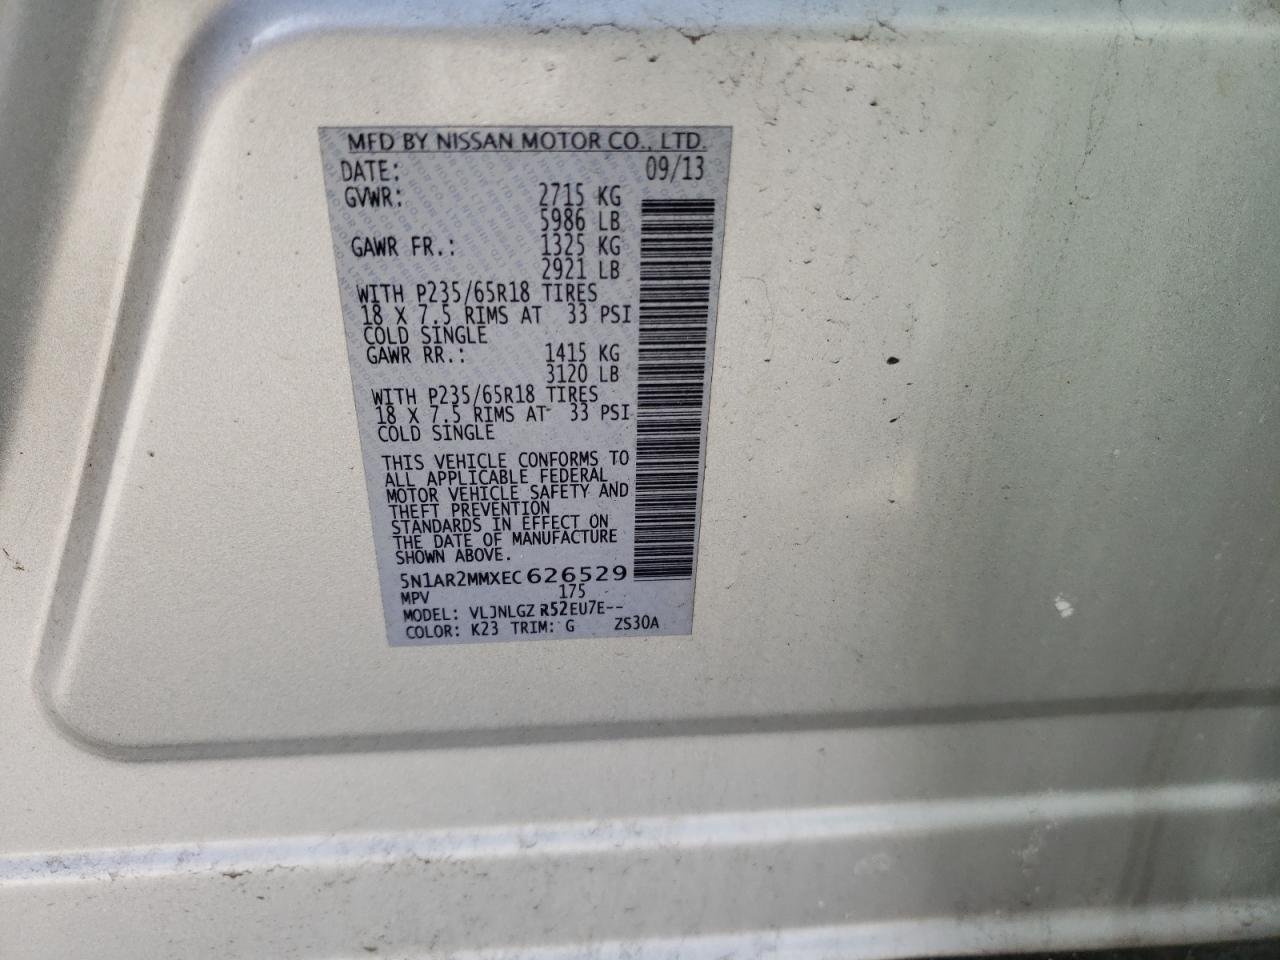 MFD BY NISSAN MOTOR CO., LTD.
DATE: 09/13
GVWR: 2715 KG
5986 LB
GAWR FR.: 1325 KG
2921 LB
WITH P235/65R18 TIRES
18 X 7.5 RIMS AT 33 PSI
COLD SINGLE
GAWR RR.: 1415 KG
3120 LB
WITH P235/65R18 TIRES
18 X 7.5 RIMS AT 33 PSI
COLD SINGLE
THIS VEHICLE CONFORMS TO
ALL APPLICABLE FEDERAL
MOTOR VEHICLE SAFETY AND
THEFT PREVENTION
STANDARDS IN EFFECT ON
THE DATE OF MANUFACTURE
SHOWN ABOVE.
5N1AR2MMXEC 626529
MPV 175
MODEL: VLJNLGZ R52EU7E--
COLOR: K23 TRIM: G ZS30A